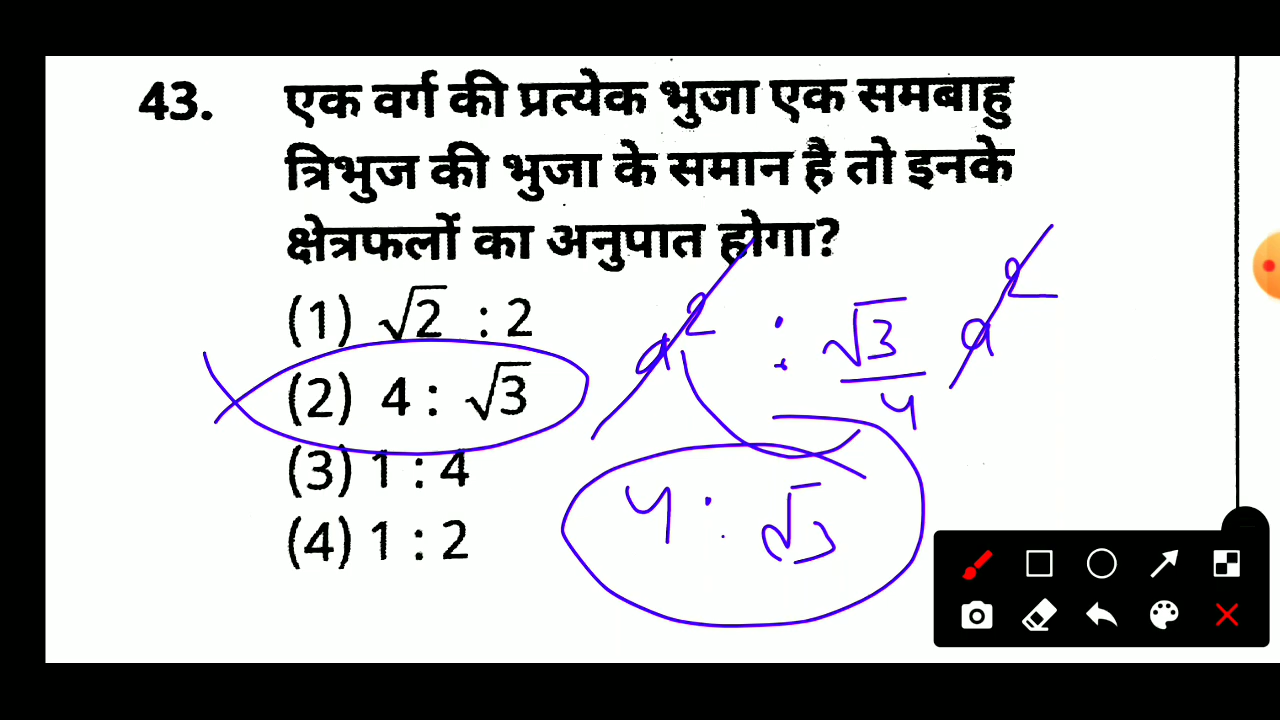 43. एक वर्ग की प्रत्येक भुजा एक समबाहु
त्रिभुज की भुजा के समान है तो इनके
क्षेत्रफलों का अनुपात होगा?
(1) √2 : 2
(2) 4 : √3
(3) 1 : 4
(4) 1 : 2
a² : √3/4 a²
4 : √3